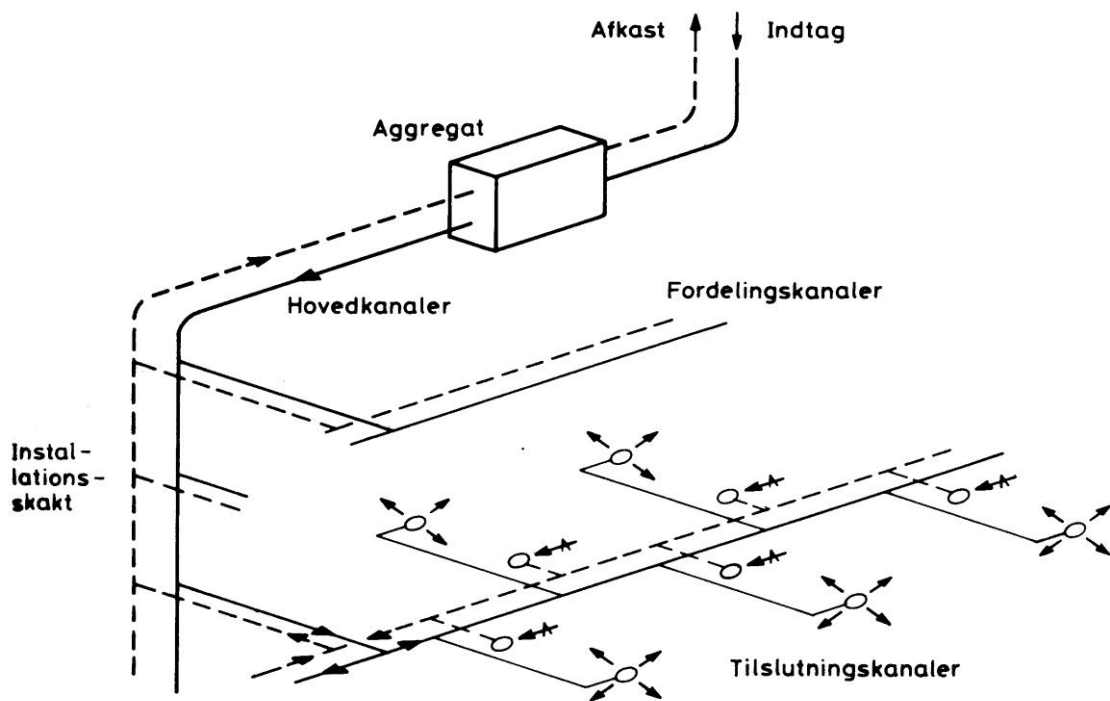 Afkast
Indtag
Aggregat
Hovedkanaler
Fordelingskanaler
Instal-
lations-
skakt
Tilslutningskanaler